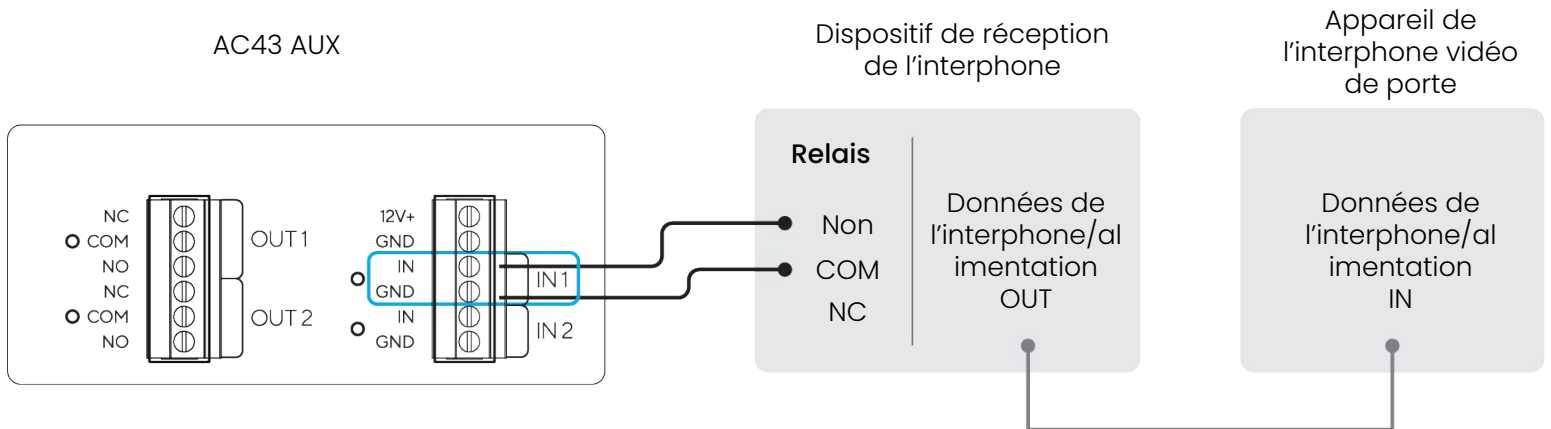 AC43 AUX
Dispositif de réception
de l'interphone
Appareil de
l'interphone vidéo
de porte
NC
COM
NO
NC
COM
NO
OUT 1
OUT 2
12V+
GND
IN
GND
IN
GND
IN 1
IN 2
Relais
Non
COM
NC
Données de
l'interphone/al
imentation
OUT
Données de
l'interphone/al
imentation
IN